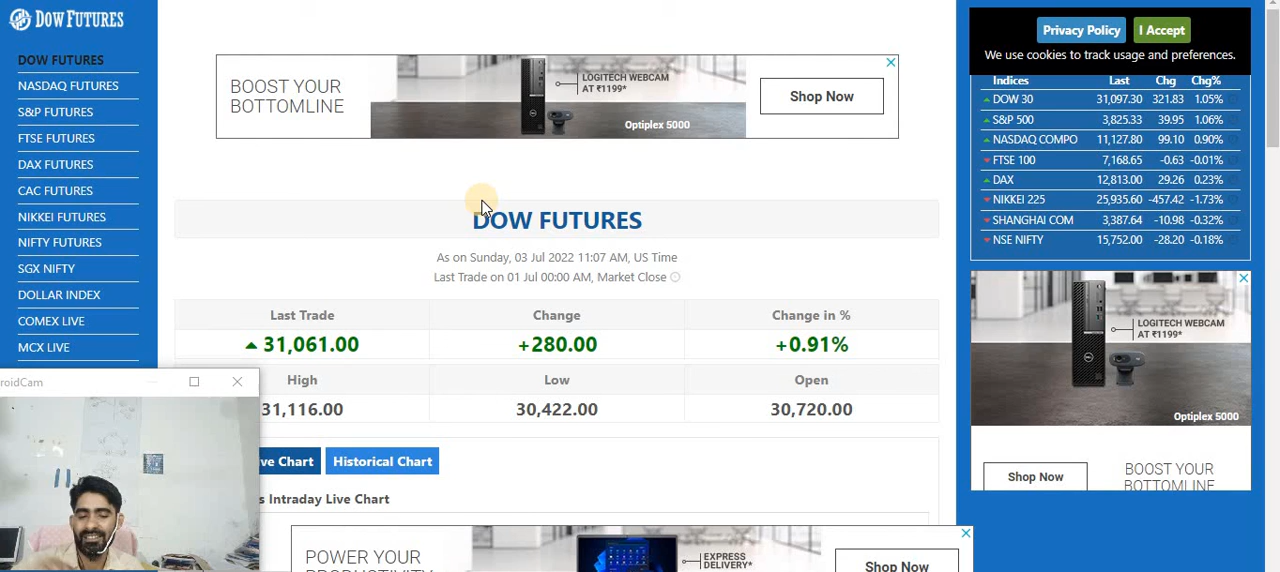 DOW FUTURES
DOW FUTURES
NASDAQ FUTURES
S&P FUTURES
FTSE FUTURES
DAX FUTURES
CAC FUTURES
NIKKEI FUTURES
NIFTY FUTURES
SGX NIFTY
DOLLAR INDEX
COMEX LIVE
MCX LIVE
roidCam
BOOST YOUR
BOTTOMLINE
LOGITECH WEBCAM
AT ₹1199*
Optiplex 5000
Shop Now
DOW FUTURES
As on Sunday, 03 Jul 2022 11:07 AM, US Time
Last Trade on 01 Jul 00:00 AM, Market Close
Last Trade Change Change in %
31,061.00 +280.00 +0.91%
High Low Open
31,116.00 30,422.00 30,720.00
ve Chart Historical Chart
s Intraday Live Chart
POWER YOUR
EXPRESS
DELIVERY*
Shop Now
Privacy Policy I Accept
We use cookies to track usage and preferences.
Indices Last Chg Chg%
DOW 30 31,097.30 321.83 1.05%
S&P 500 3,825.33 39.95 1.06%
NASDAQ COMPO 11,127.80 99.10 0.90%
FTSE 100 7,168.65 -0.63 -0.01%
DAX 12,813.00 29.26 0.23%
NIKKEI 225 25,935.60 -457.42 -1.73%
SHANGHAI COM 3,387.64 -10.98 -0.32%
NSE NIFTY 15,752.00 -28.20 -0.18%
LOGITECH WEBCAM
AT ₹1199*
Optiplex 5000
Shop Now
BOOST YOUR
BOTTOMLINE